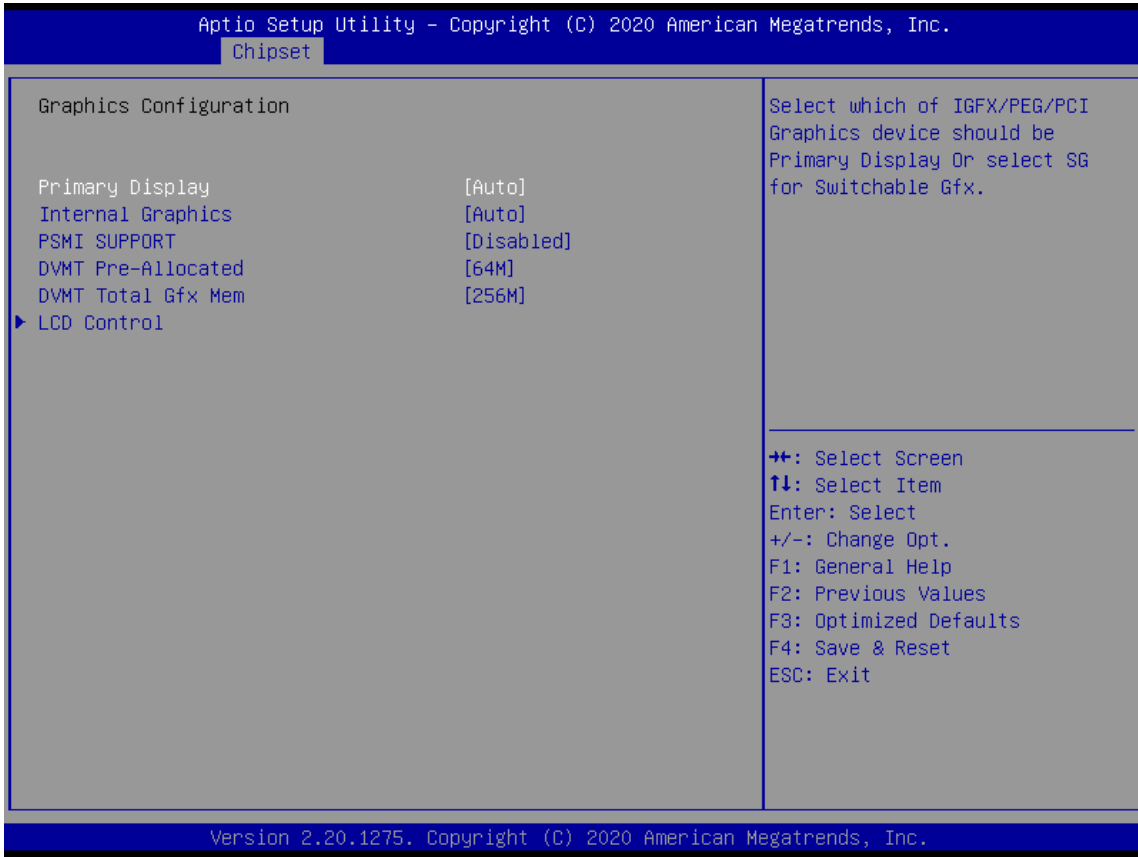 Aptio Setup Utility – Copyright (C) 2020 American Megatrends, Inc.
Chipset
Graphics Configuration
Primary Display [Auto]
Internal Graphics [Auto]
PSMI SUPPORT [Disabled]
DVMT Pre-Allocated [64M]
DVMT Total Gfx Mem [256M]
LCD Control
Select which of IGFX/PEG/PCI
Graphics device should be
Primary Display Or select SG
for Switchable Gfx.
→←: Select Screen
↑↓: Select Item
Enter: Select
+/-: Change Opt.
F1: General Help
F2: Previous Values
F3: Optimized Defaults
F4: Save & Reset
ESC: Exit
Version 2.20.1275. Copyright (C) 2020 American Megatrends, Inc.